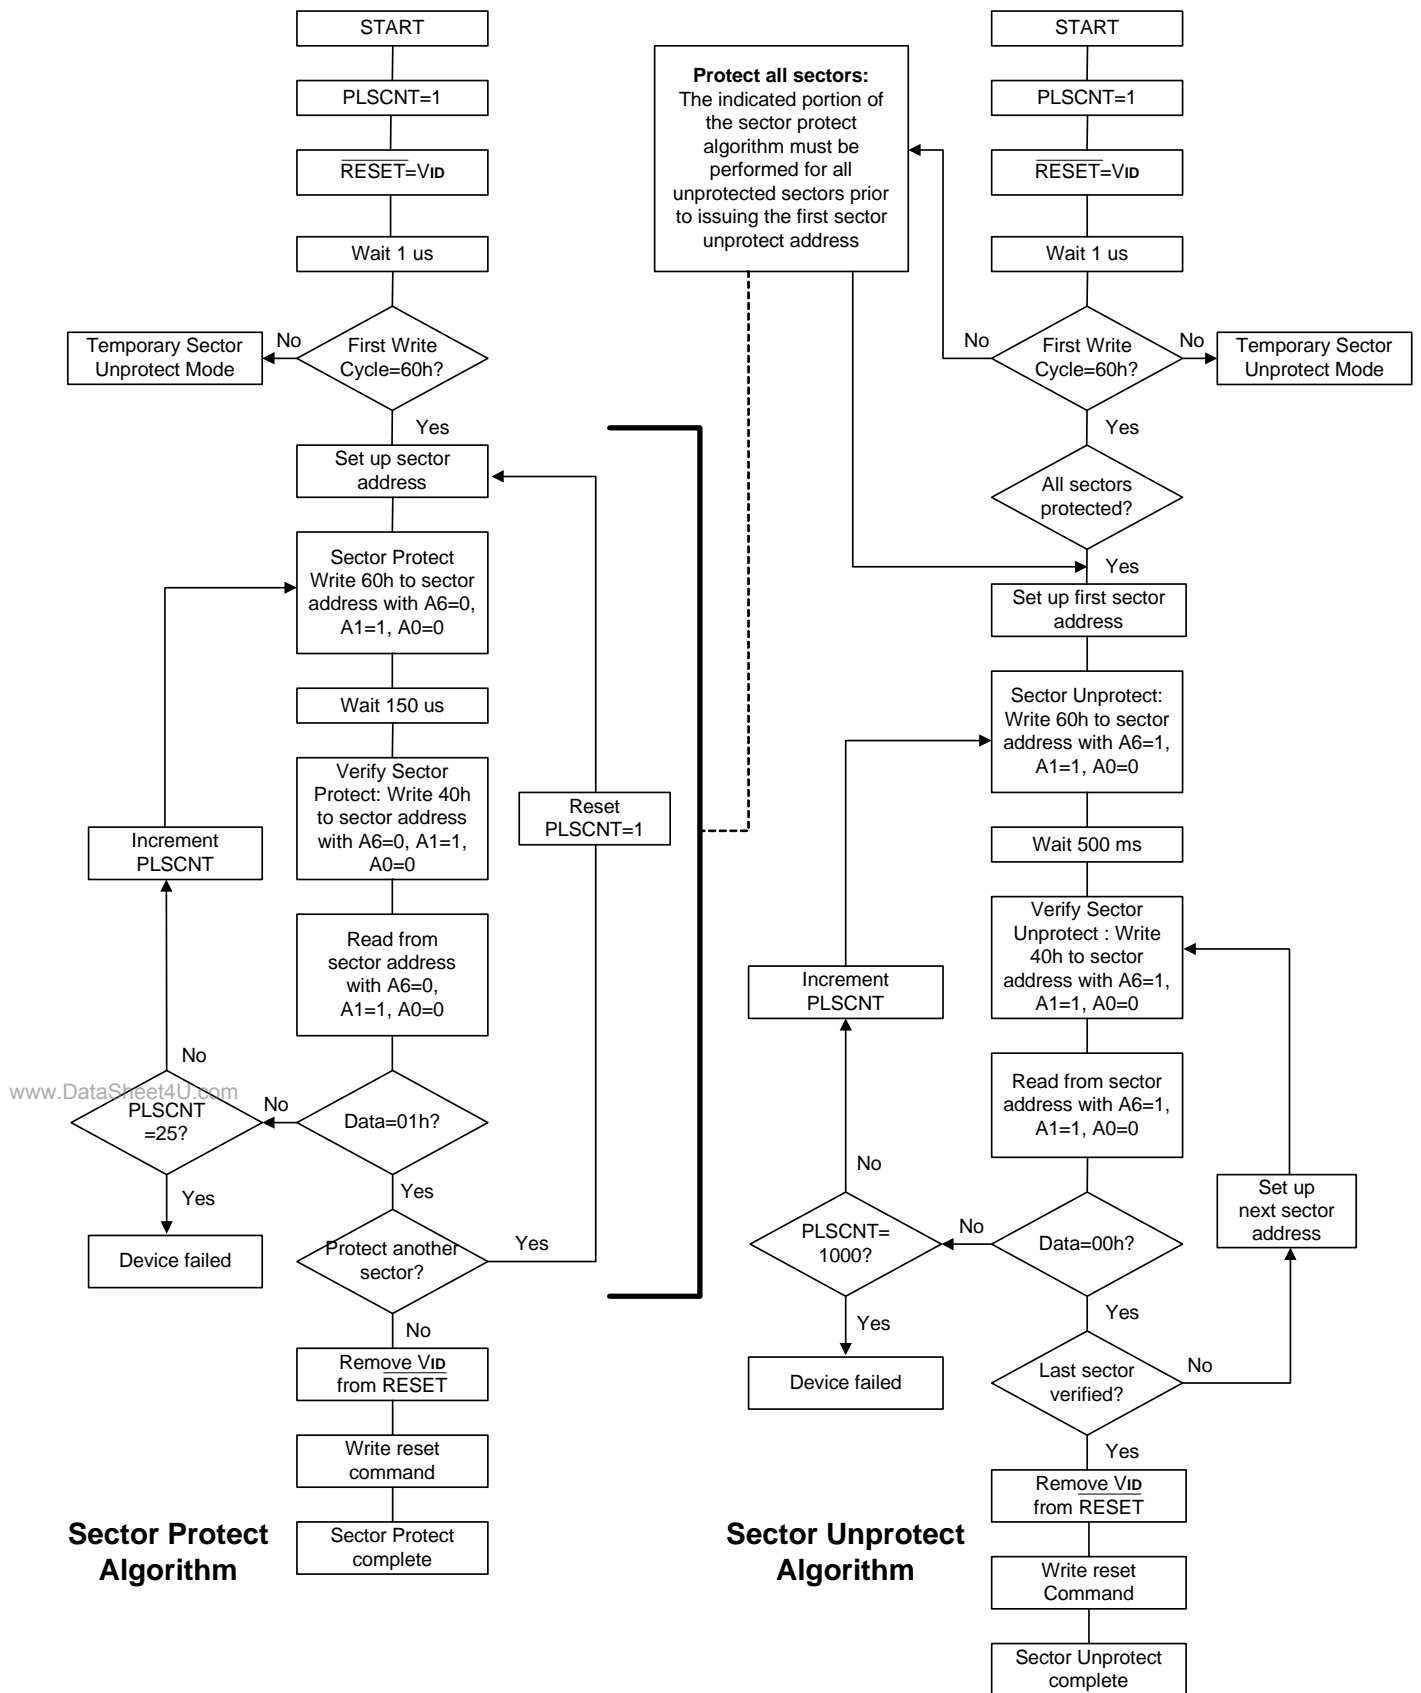 START
PLSCNT=1
RESET=VID
Wait 1 us
First Write
Cycle=60h?
No
Temporary Sector
Unprotect Mode
Yes
Set up sector
address
Sector Protect
Write 60h to sector
address with A6=0,
A1=1, A0=0
Wait 150 us
Verify Sector
Protect: Write 40h
to sector address
with A6=0, A1=1,
A0=0
Reset
PLSCNT=1
Increment
PLSCNT
Read from
sector address
with A6=0,
A1=1, A0=0
No
www.DataSheet4U.com
PLSCNT
=25?
No
Data=01h?
Yes
Yes
Device failed
Protect another
sector?
Yes
No
Remove VID
from RESET
Write reset
command
Sector Protect
complete
Sector Protect
Algorithm
Protect all sectors:
The indicated portion of
the sector protect
algorithm must be
performed for all
unprotected sectors prior
to issuing the first sector
unprotect address
START
PLSCNT=1
RESET=VID
Wait 1 us
No
First Write
Cycle=60h?
No
Temporary Sector
Unprotect Mode
Yes
All sectors
protected?
Yes
Set up first sector
address
Sector Unprotect:
Write 60h to sector
address with A6=1,
A1=1, A0=0
Wait 500 ms
Verify Sector
Unprotect : Write
40h to sector
address with A6=1,
A1=1, A0=0
Increment
PLSCNT
Read from sector
address with A6=1,
A1=1, A0=0
No
Set up
next sector
address
PLSCNT=
1000?
No
Data=00h?
Yes
Yes
Device failed
Last sector
verified?
No
Yes
Remove VID
from RESET
Write reset
Command
Sector Unprotect
complete
Sector Unprotect
Algorithm